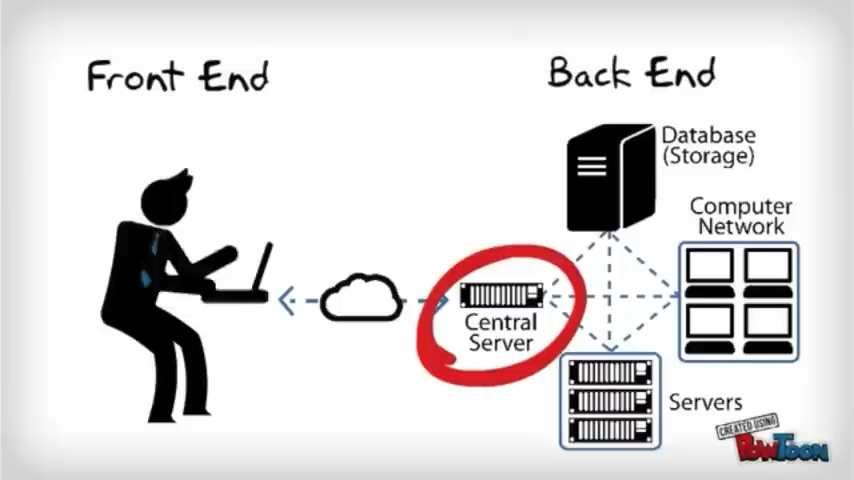 Front End
Back End
Database
(Storage)
Computer
Network
Central
Server
Servers
CREATED USING
POWTOON